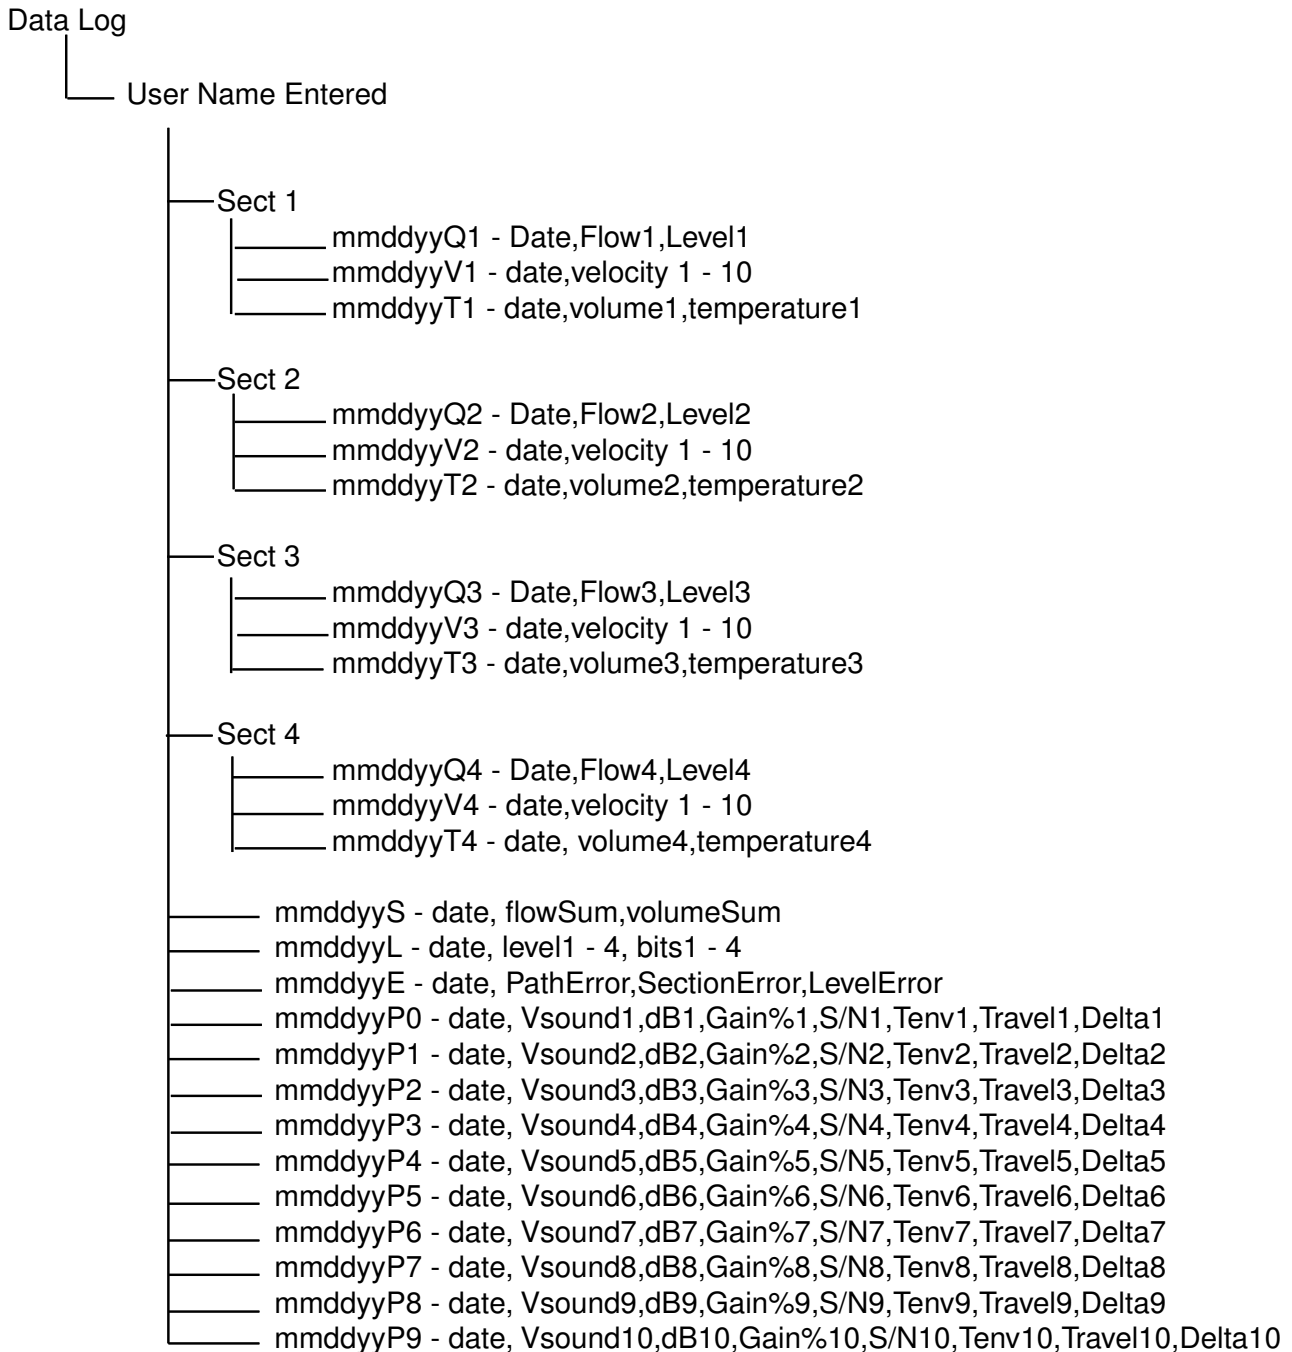 Data Log
User Name Entered
Sect 1
mmddyyQ1 - Date,Flow1,Level1
mmddyyV1 - date,velocity 1 - 10
mmddyyT1 - date,volume1,temperature1
Sect 2
mmddyyQ2 - Date,Flow2,Level2
mmddyyV2 - date,velocity 1 - 10
mmddyyT2 - date,volume2,temperature2
Sect 3
mmddyyQ3 - Date,Flow3,Level3
mmddyyV3 - date,velocity 1 - 10
mmddyyT3 - date,volume3,temperature3
Sect 4
mmddyyQ4 - Date,Flow4,Level4
mmddyyV4 - date,velocity 1 - 10
mmddyyT4 - date, volume4,temperature4
mmddyyS - date, flowSum,volumeSum
mmddyyL - date, level1 - 4, bits1 - 4
mmddyyE - date, PathError,SectionError,LevelError
mmddyyP0 - date, Vsound1,dB1,Gain%1,S/N1,Tenv1,Travel1,Delta1
mmddyyP1 - date, Vsound2,dB2,Gain%2,S/N2,Tenv2,Travel2,Delta2
mmddyyP2 - date, Vsound3,dB3,Gain%3,S/N3,Tenv3,Travel3,Delta3
mmddyyP3 - date, Vsound4,dB4,Gain%4,S/N4,Tenv4,Travel4,Delta4
mmddyyP4 - date, Vsound5,dB5,Gain%5,S/N5,Tenv5,Travel5,Delta5
mmddyyP5 - date, Vsound6,dB6,Gain%6,S/N6,Tenv6,Travel6,Delta6
mmddyyP6 - date, Vsound7,dB7,Gain%7,S/N7,Tenv7,Travel7,Delta7
mmddyyP7 - date, Vsound8,dB8,Gain%8,S/N8,Tenv8,Travel8,Delta8
mmddyyP8 - date, Vsound9,dB9,Gain%9,S/N9,Tenv9,Travel9,Delta9
mmddyyP9 - date, Vsound10,dB10,Gain%10,S/N10,Tenv10,Travel10,Delta10